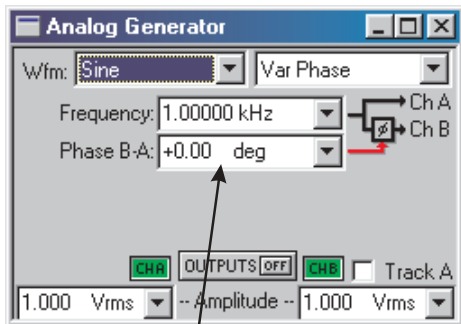 Analog Generator
Wfm: Sine Var Phase
Frequency: 1.00000 kHz Ch A
ø Ch B
Phase B-A: +0.00 deg
CHA OUTPUTS OFF CHB Track A
1.000 Vrms -- Amplitude -- 1.000 Vrms